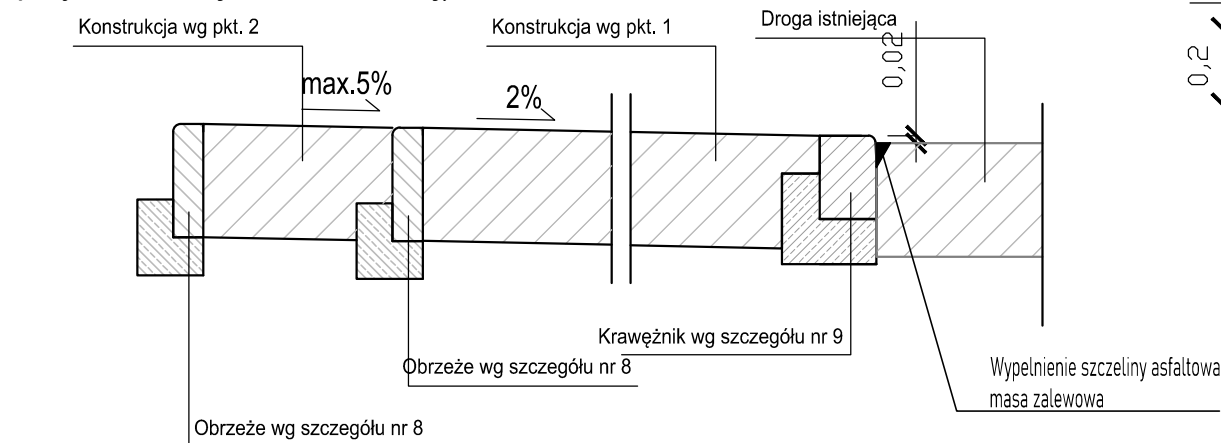 Konstrukcja wg pkt. 2
Konstrukcja wg pkt. 1
Droga istniejąca
0,02
0,2
max.5%
2%
Krawężnik wg szczegółu nr 9
Obrzeże wg szczegółu nr 8
Wypelnienie szczeliny asfaltowa
masa zalewowa
Obrzeże wg szczegółu nr 8